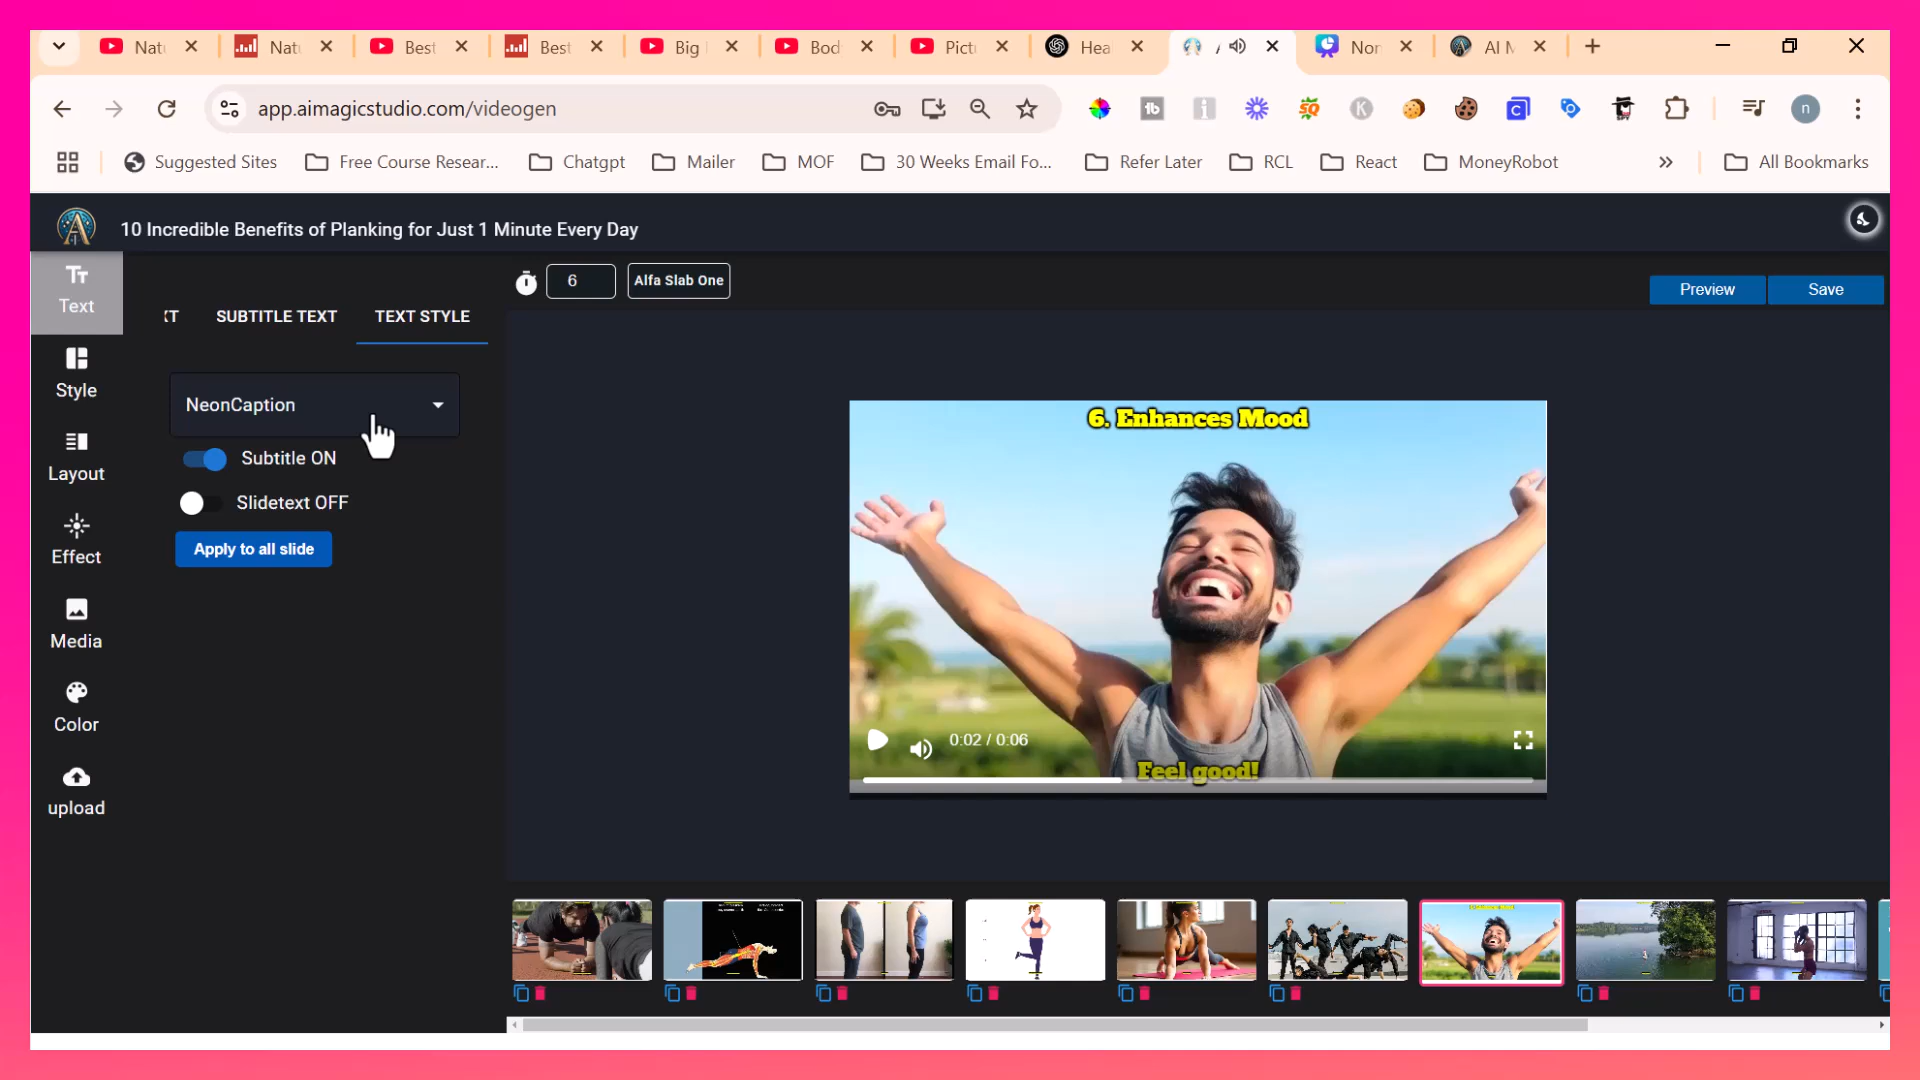 Nat
Nat
Best
Best
Big
Bod
Pict
Hea
Nor
AI M
app.aimagicstudio.com/videogen
n
Suggested Sites
Free Course Resear...
Chatgpt
Mailer
MOF
30 Weeks Email Fo...
Refer Later
RCL
React
MoneyRobot
All Bookmarks
10 Incredible Benefits of Planking for Just 1 Minute Every Day
Text
Style
Layout
Effect
Media
Color
upload
SUBTITLE TEXT
TEXT STYLE
NeonCaption
Subtitle ON
Slidetext OFF
Apply to all slide
6
Alfa Slab One
Preview
Save
6. Enhances Mood
0:02 / 0:06
Feel good!